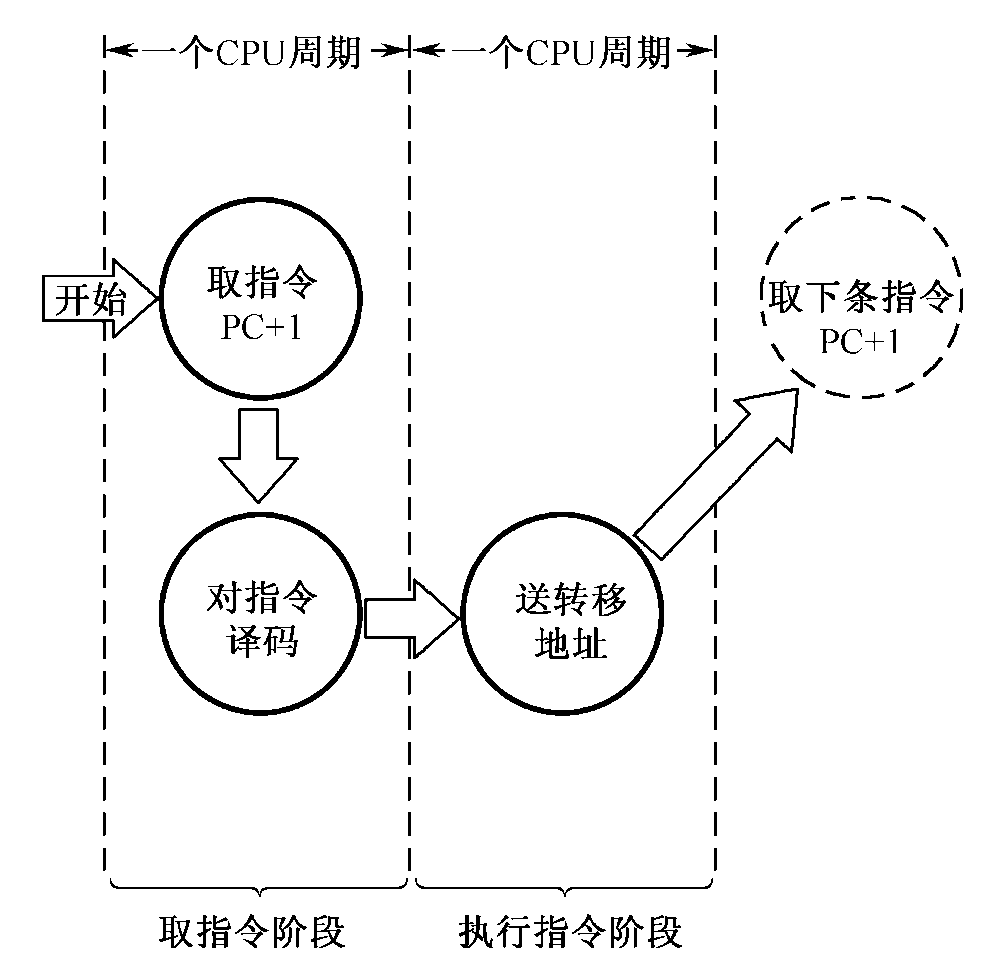 一个CPU周期
一个CPU周期
开始
取指令
PC+1
取下条指令
PC+1
对指令
译码
送转移
地址
取指令阶段
执行指令阶段